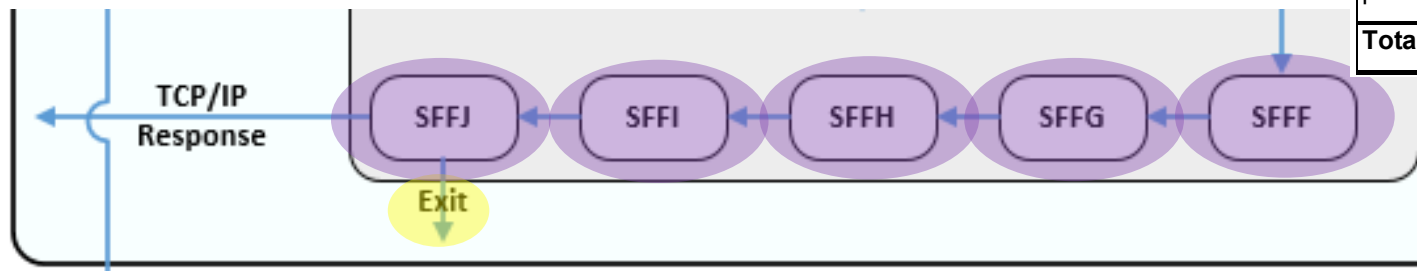 Tota
TCP/IP
Response
SFFJ
SFFI
SFFH
SFFG
SFFF
Exit